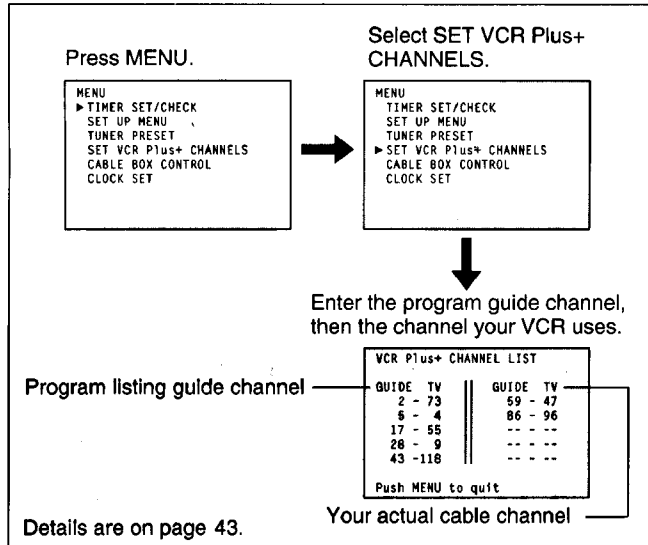 Press MENU.
MENU
▶TIMER SET/CHECK
SET UP MENU
TUNER PRESET
SET VCR Plus+ CHANNELS
CABLE BOX CONTROL
CLOCK SET
Select SET VCR Plus+
CHANNELS.
MENU
TIMER SET/CHECK
SET UP MENU
TUNER PRESET
▶SET VCR Plus+ CHANNELS
CABLE BOX CONTROL
CLOCK SET
Enter the program guide channel,
then the channel your VCR uses.
VCR Plus+ CHANNEL LIST
Program listing guide channel
GUIDE TV GUIDE TV
2 - 73 59 - 47
5 - 4 86 - 96
17 - 55 -- - --
28 - 9 -- - --
43 -118 -- - --
Push MENU to quit
Your actual cable channel
Details are on page 43.